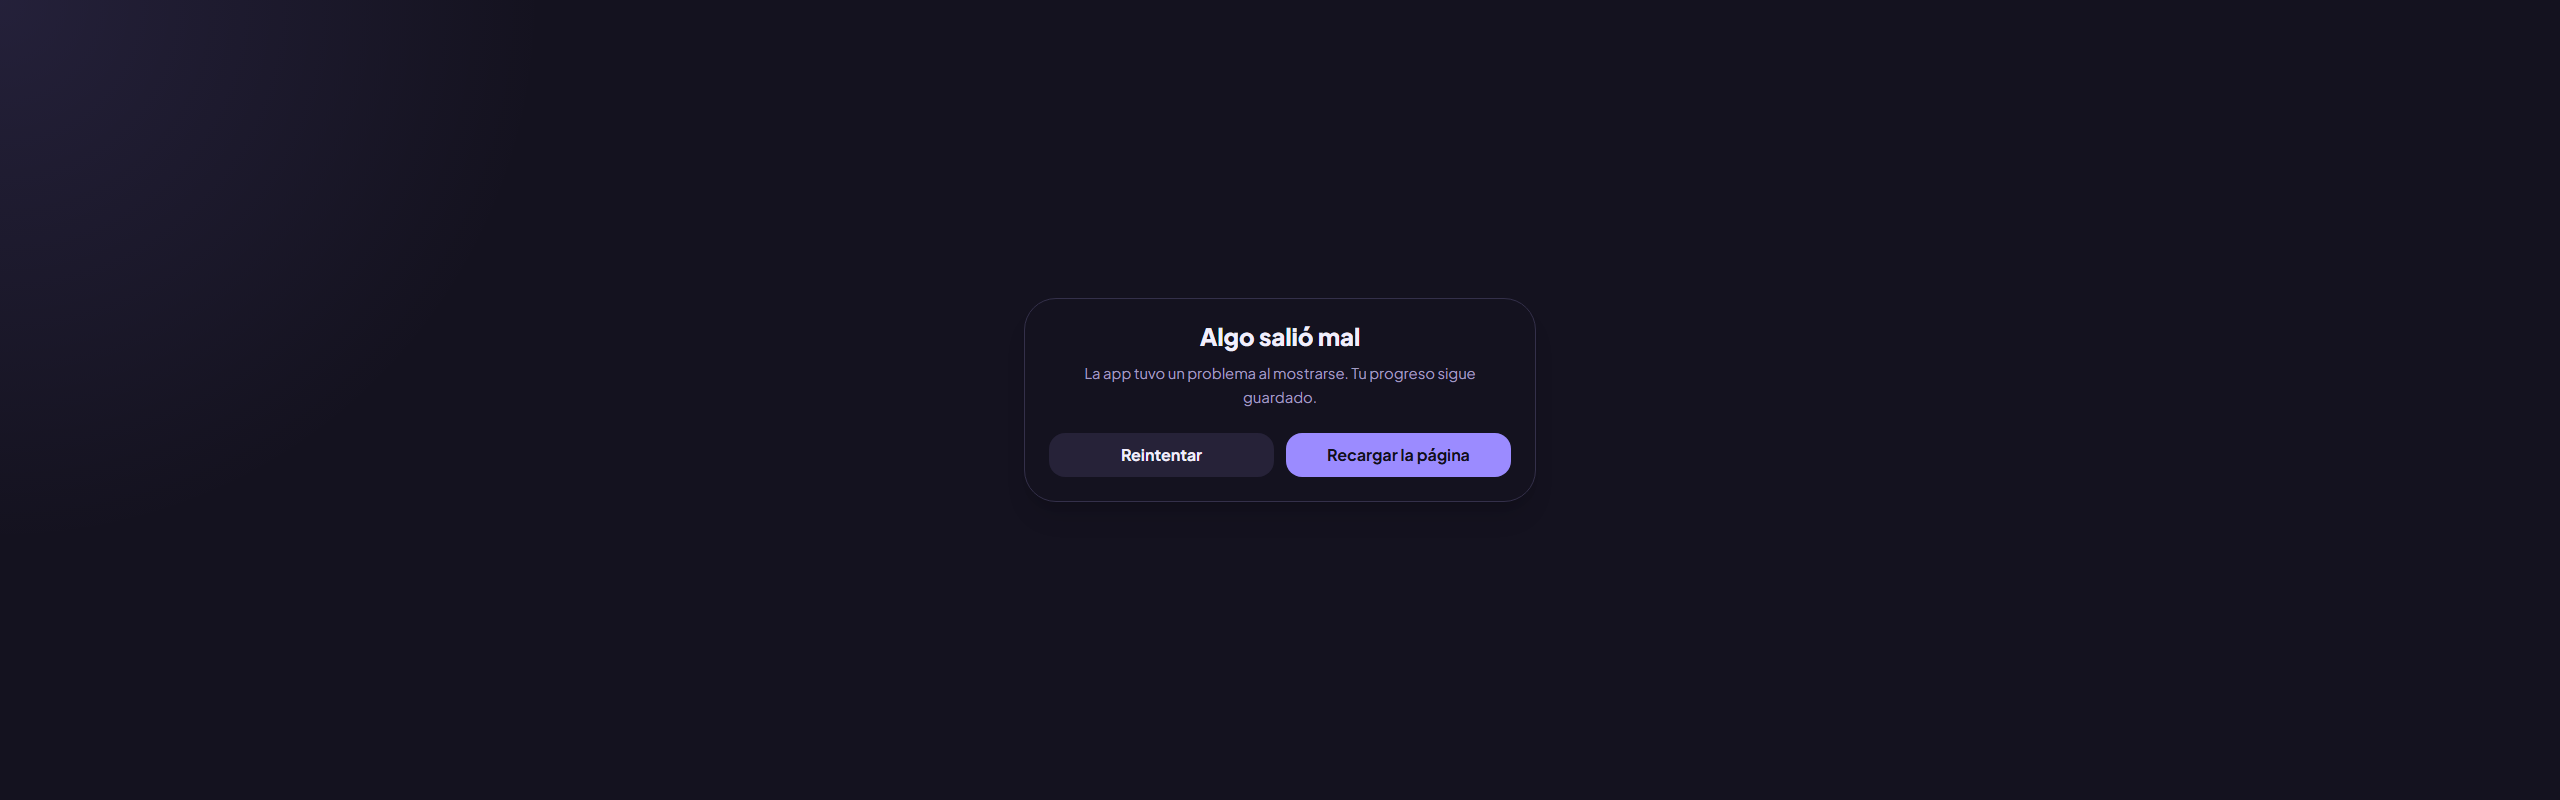 Algo salió mal
La app tuvo un problema al mostrarse. Tu progreso sigue
guardado.
Reintentar
Recargar la página